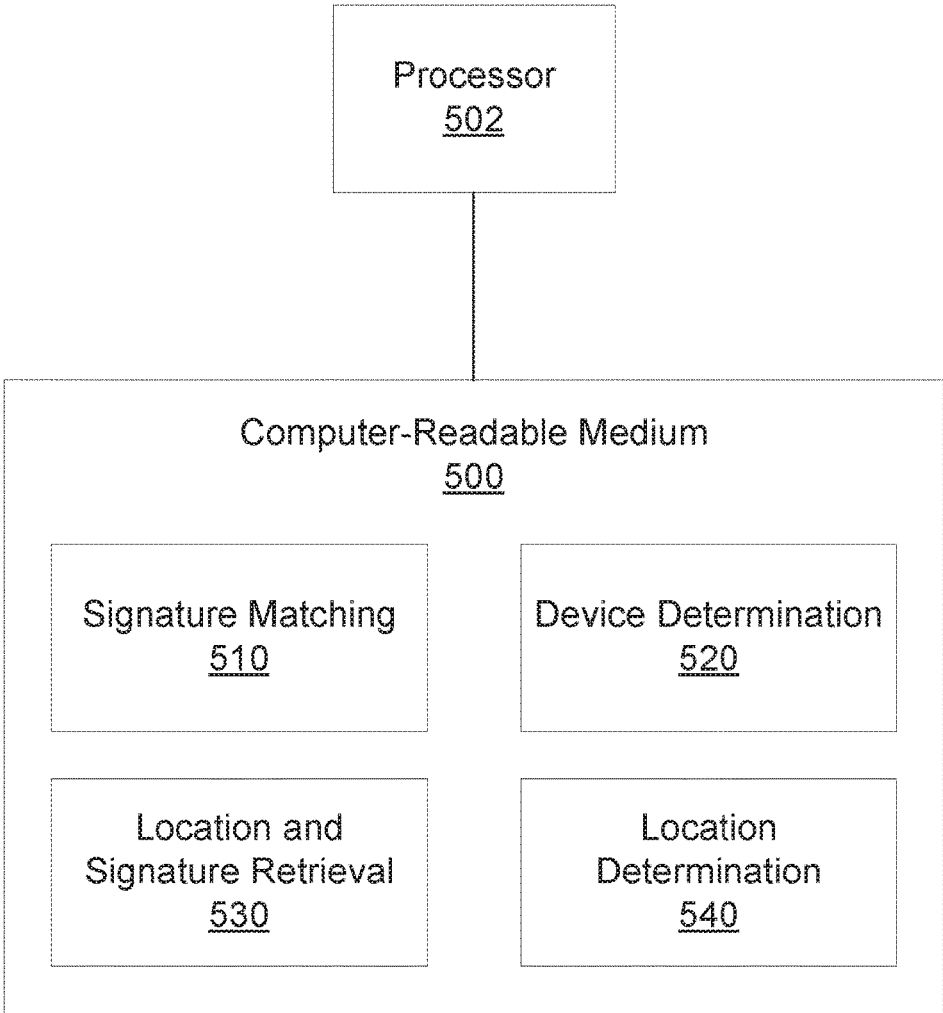 Processor
502
Computer-Readable Medium
500
Signature Matching
510
Device Determination
520
Location and
Signature Retrieval
530
Location
Determination
540